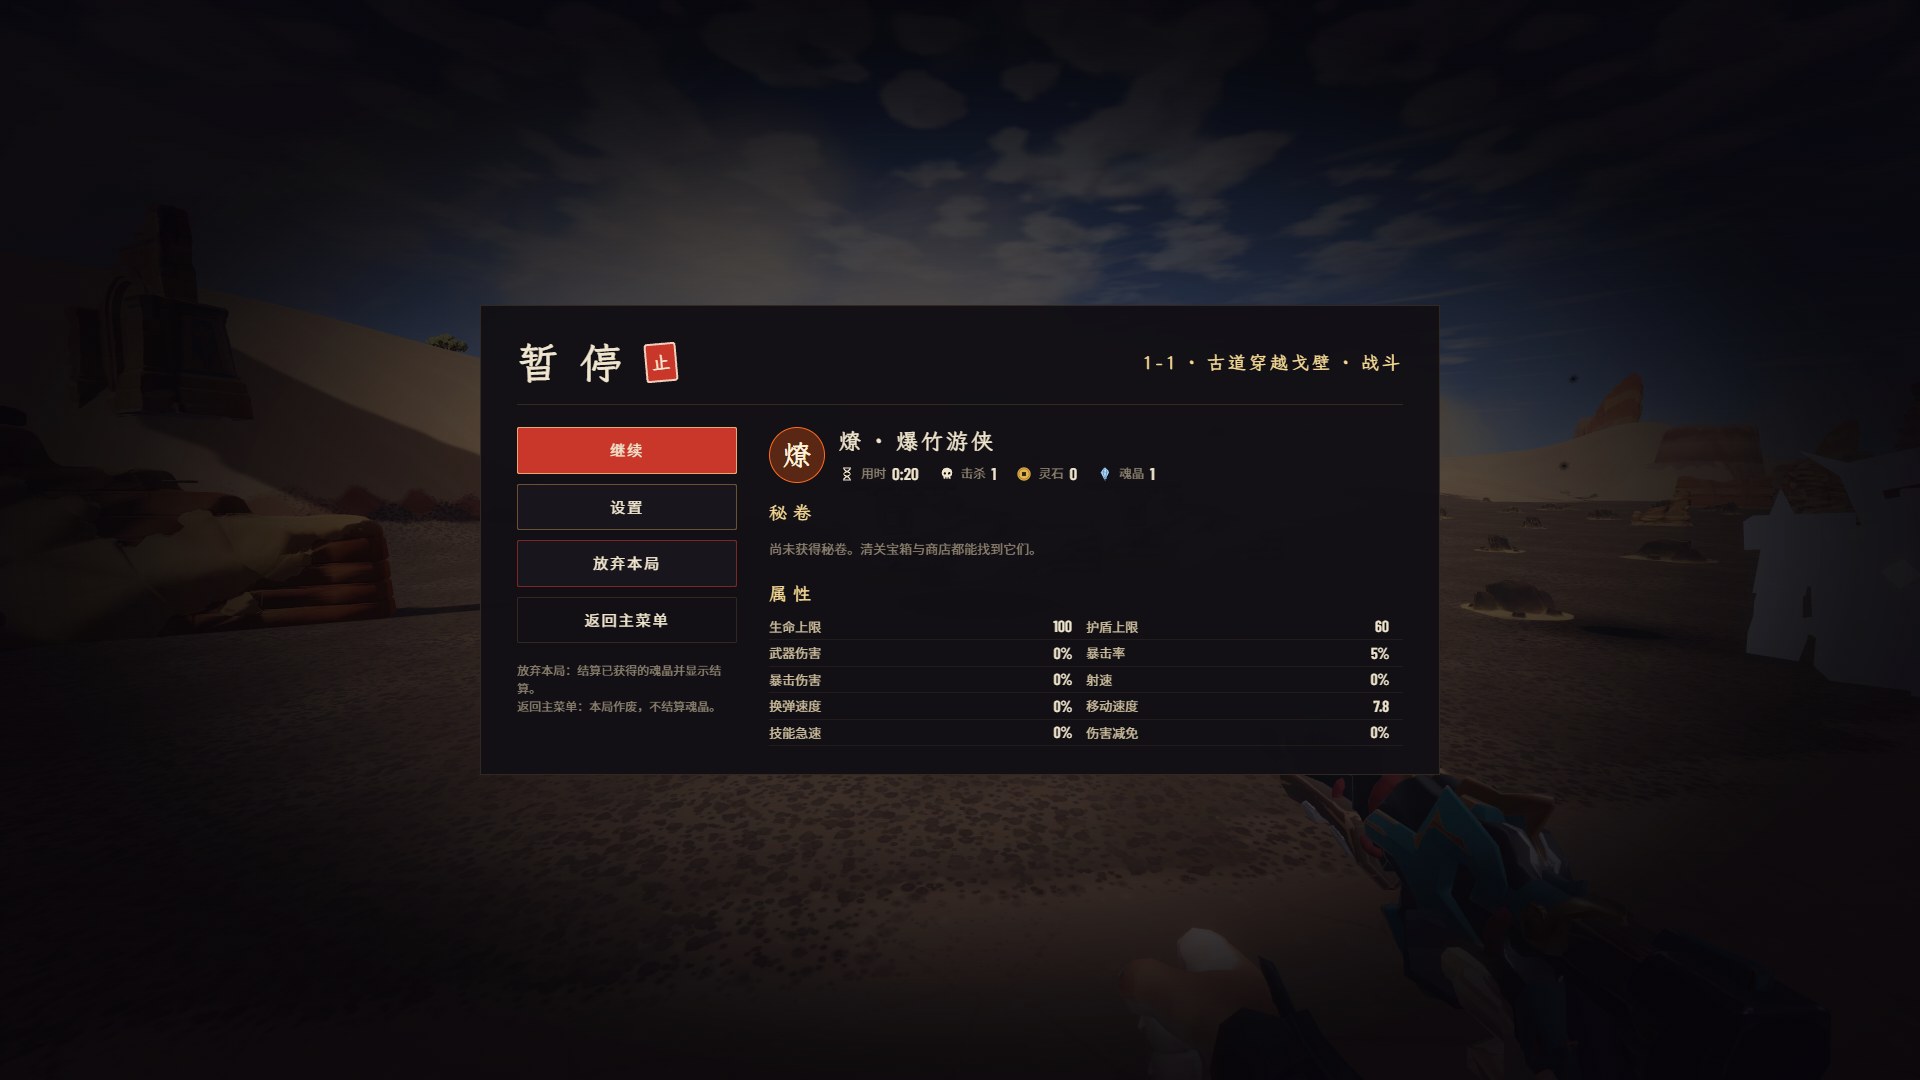 暂停 止
1-1 · 古道穿越戈壁 · 战斗
继续
设置
放弃本局
返回主菜单
放弃本局：结算已获得的魂晶并显示结
算。
返回主菜单：本局作废，不结算魂晶。
燎
燎 · 爆竹游侠
用时 0:20 击杀 1 灵石 0 魂晶 1
秘卷
尚未获得秘卷。清关宝箱与商店都能找到它们。
属性
生命上限 100 护盾上限 60
武器伤害 0% 暴击率 5%
暴击伤害 0% 射速 0%
换弹速度 0% 移动速度 7.8
技能急速 0% 伤害减免 0%